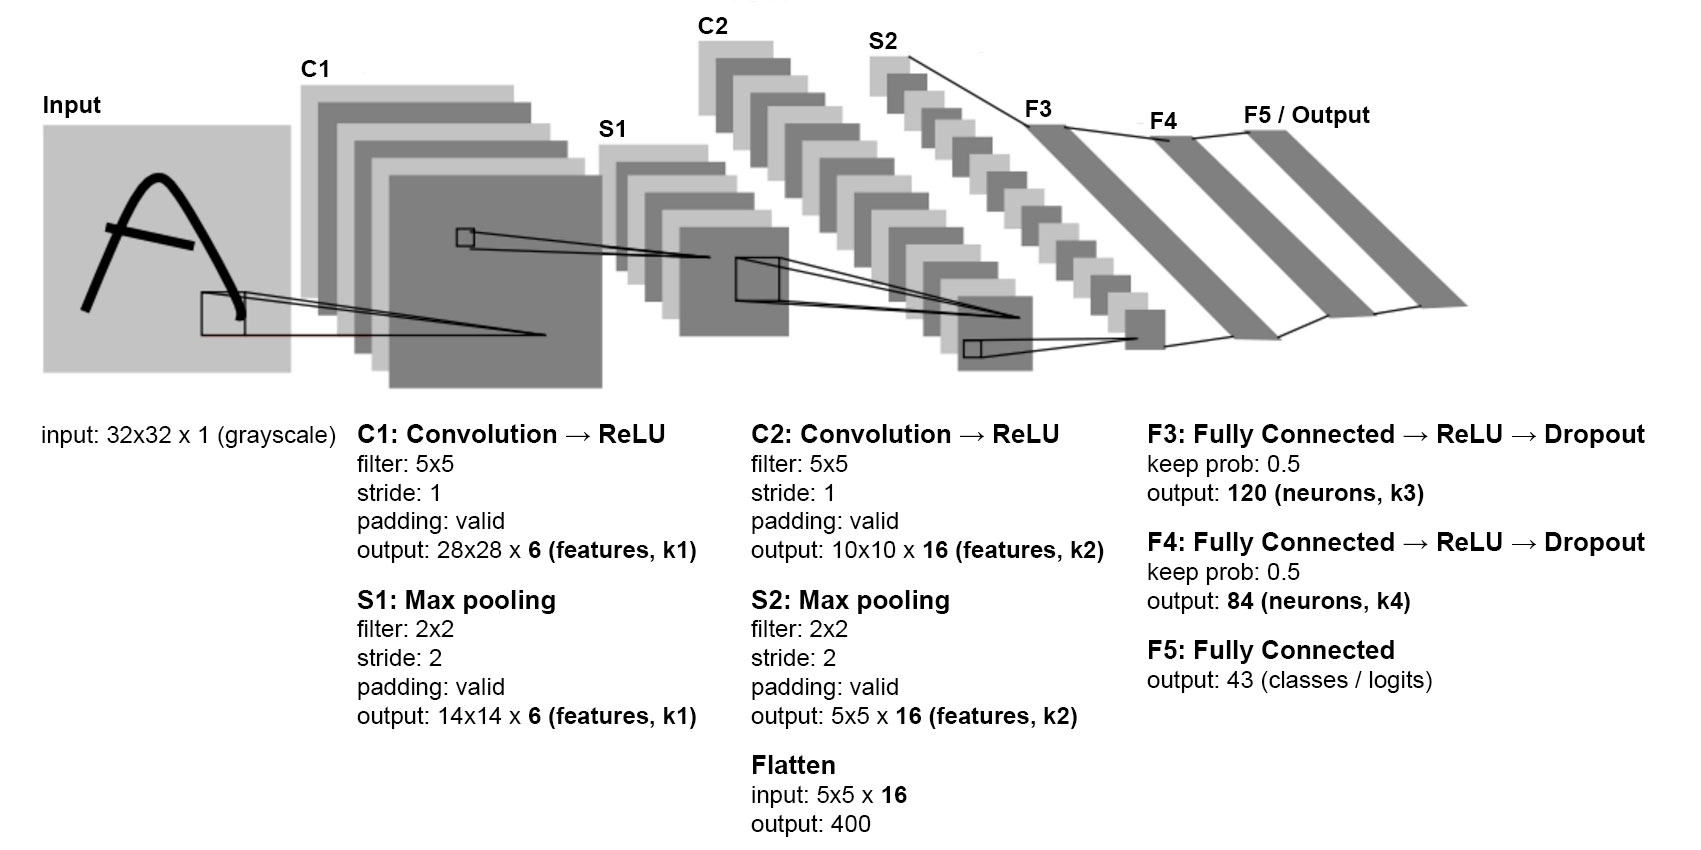 Input
C1
S1
C2
S2
F3
F4
F5 / Output
input: 32x32 x 1 (grayscale)
C1: Convolution → ReLU
filter: 5x5
stride: 1
padding: valid
output: 28x28 x 6 (features, k1)
S1: Max pooling
filter: 2x2
stride: 2
padding: valid
output: 14x14 x 6 (features, k1)
C2: Convolution → ReLU
filter: 5x5
stride: 1
padding: valid
output: 10x10 x 16 (features, k2)
S2: Max pooling
filter: 2x2
stride: 2
padding: valid
output: 5x5 x 16 (features, k2)
Flatten
input: 5x5 x 16
output: 400
F3: Fully Connected → ReLU → Dropout
keep prob: 0.5
output: 120 (neurons, k3)
F4: Fully Connected → ReLU → Dropout
keep prob: 0.5
output: 84 (neurons, k4)
F5: Fully Connected
output: 43 (classes / logits)